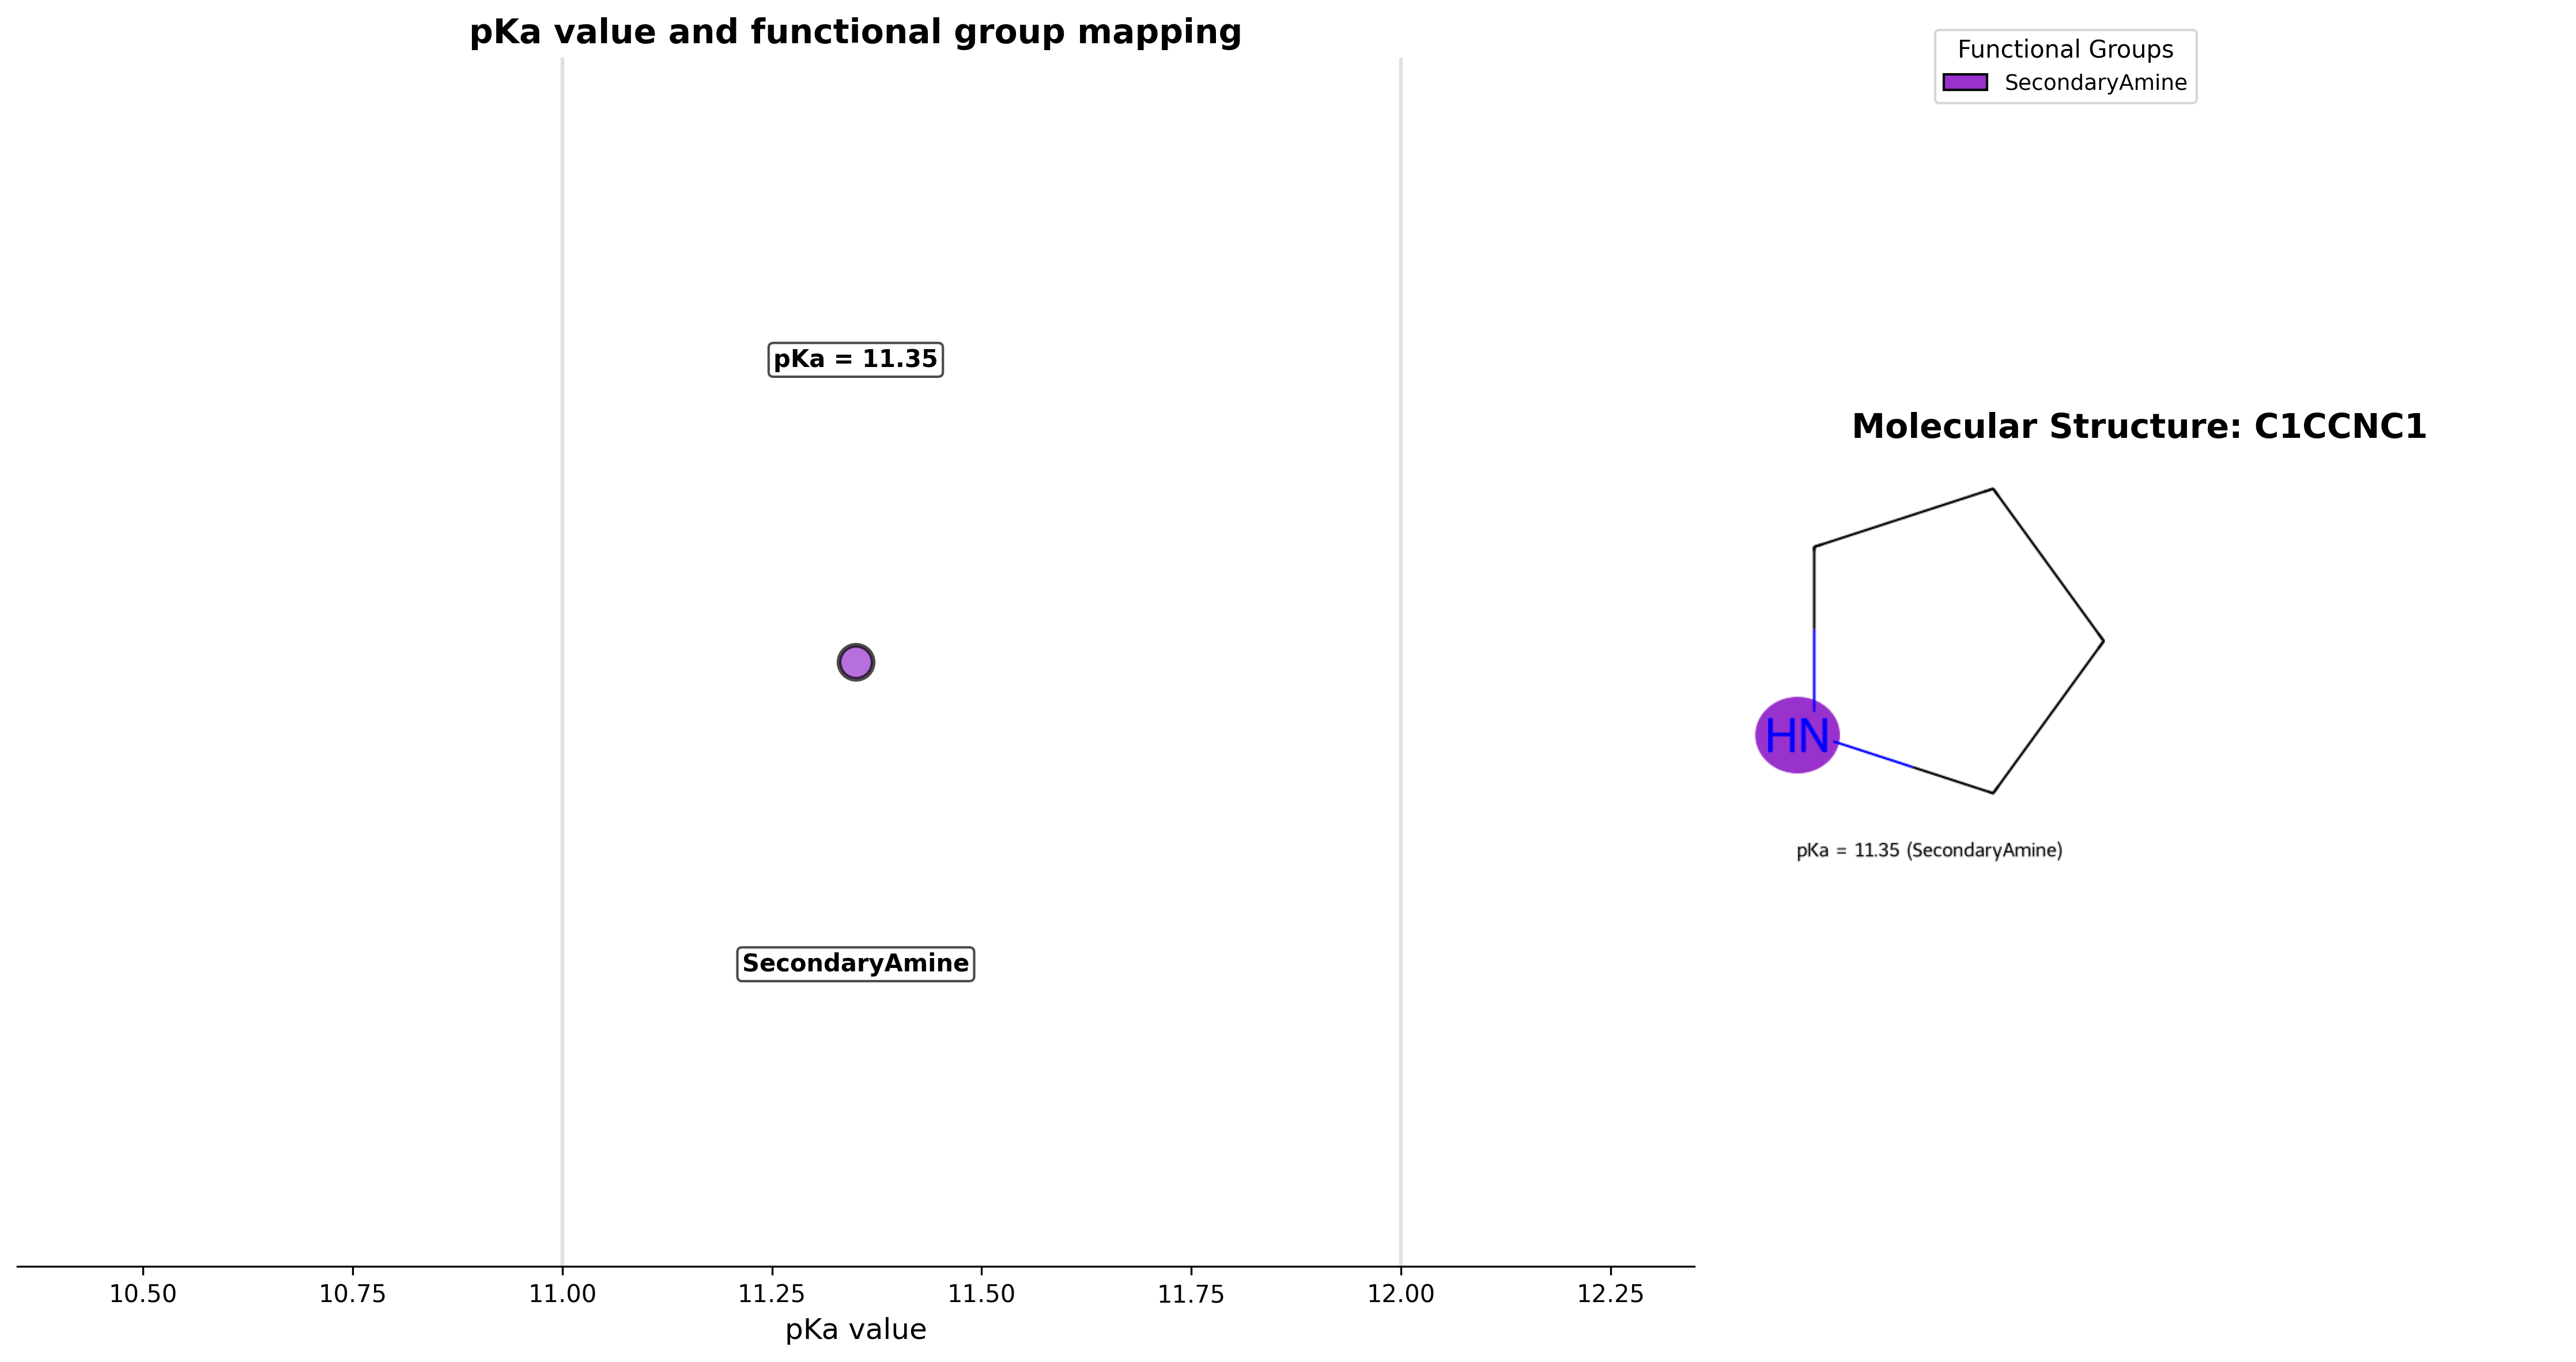 pKa value and functional group mapping
pKa = 11.35
SecondaryAmine
10.50 10.75 11.00 11.25 11.50 11.75 12.00 12.25
pKa value
Functional Groups
SecondaryAmine
Molecular Structure: C1CCNC1
HN
pKa = 11.35 (SecondaryAmine)